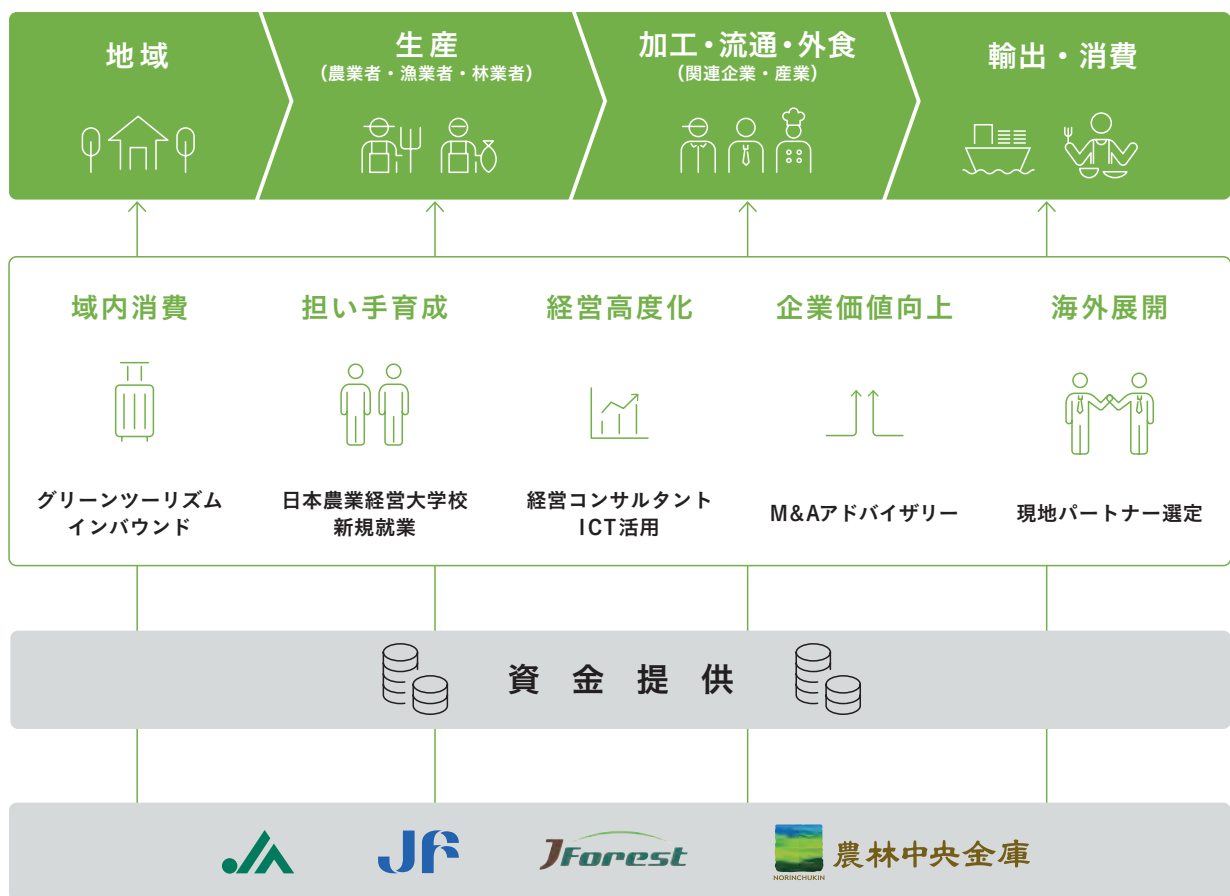 地域
生産
(農業者・漁業者・林業者)
加工・流通・外食
(関連企業・産業)
輸出・消費
域内消費
担い手育成
経営高度化
企業価値向上
海外展開
グリーンツーリズム
インバウンド
日本農業経営大学校
新規就業
経営コンサルタント
ICT活用
M&Aアドバイザリー
現地パートナー選定
資金提供
JA
JF
JForest
NORINCHUKIN
農林中央金庫